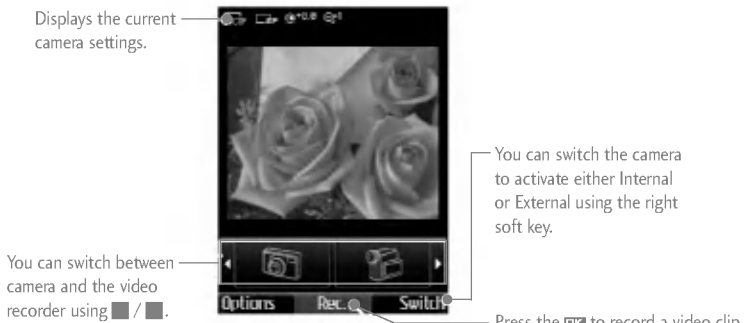 Displays the current
camera settings.
You can switch the camera
to activate either Internal
or External using the right
soft key.
You can switch between
camera and the video
recorder using /
Options Rec. Switch
Press the OK to record a video clip